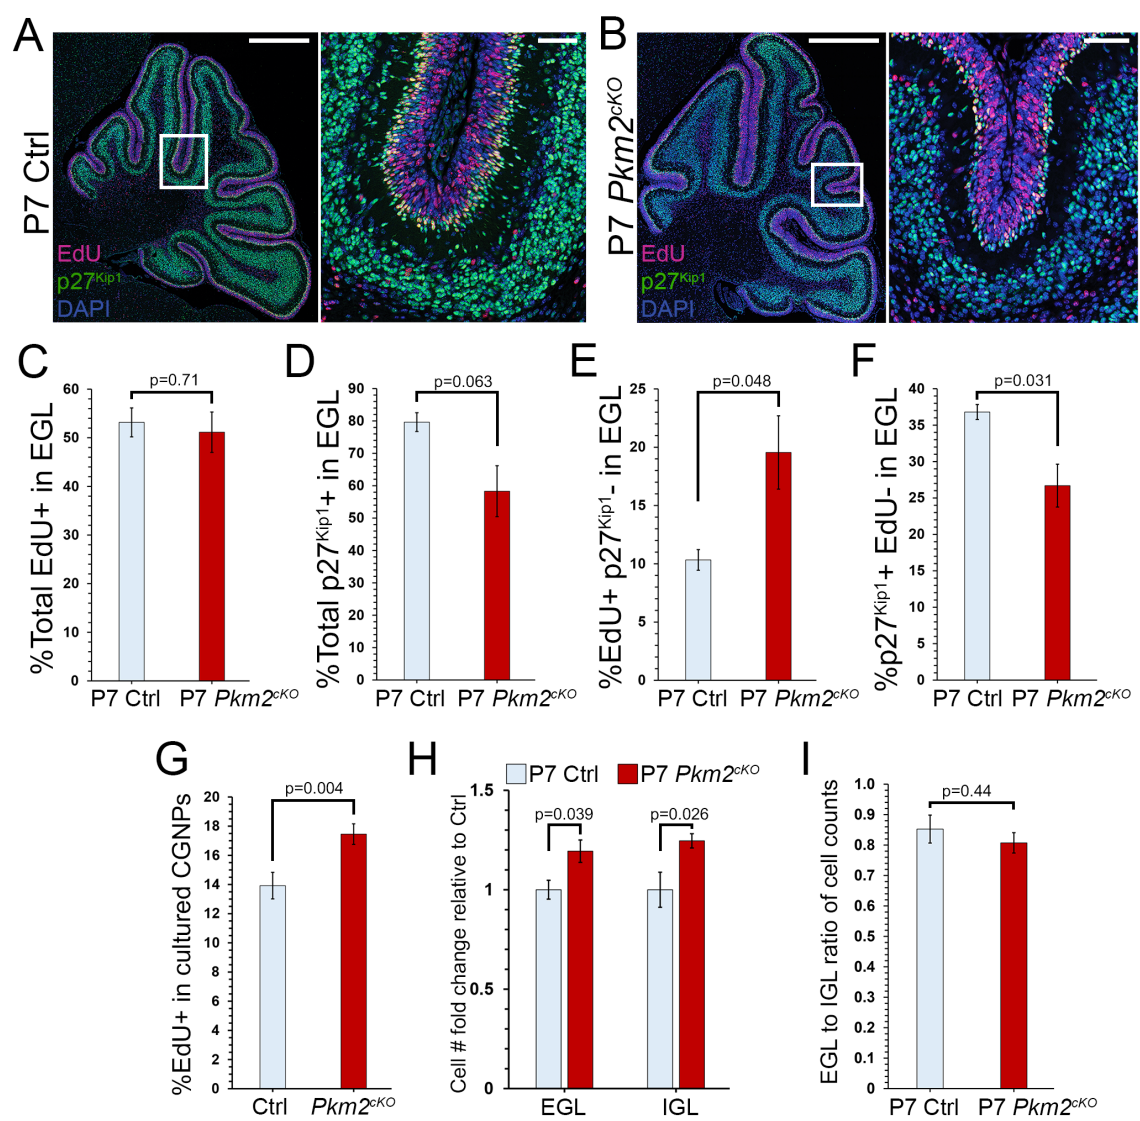 A
B
P7 Ctrl
EdU
p27Kip1
DAPI
P7 Pkm2cKO
EdU
p27Kip1
DAPI
C
D
E
F
p=0.71
p=0.063
p=0.048
p=0.031
%Total EdU+ in EGL
60
50
40
30
20
10
0
P7 Ctrl P7 Pkm2cKO
%Total p27Kip1+ in EGL
90
80
70
60
50
40
30
20
10
0
P7 Ctrl P7 Pkm2cKO
%EdU+ p27Kip1- in EGL
25
20
15
10
5
0
P7 Ctrl P7 Pkm2cKO
%p27Kip1+ EdU- in EGL
40
35
30
25
20
15
10
5
0
P7 Ctrl P7 Pkm2cKO
G
H
I
%EdU+ in cultured CGNPs
p=0.004
20
18
16
14
12
10
8
6
4
2
0
Ctrl Pkm2cKO
P7 Ctrl P7 Pkm2cKO
Cell # fold change relative to Ctrl
1.5
1
0.5
0
p=0.039
p=0.026
EGL IGL
EGL to IGL ratio of cell counts
p=0.44
1.0
0.9
0.8
0.7
0.6
0.5
0.4
0.3
0.2
0.1
0
P7 Ctrl P7 Pkm2cKO